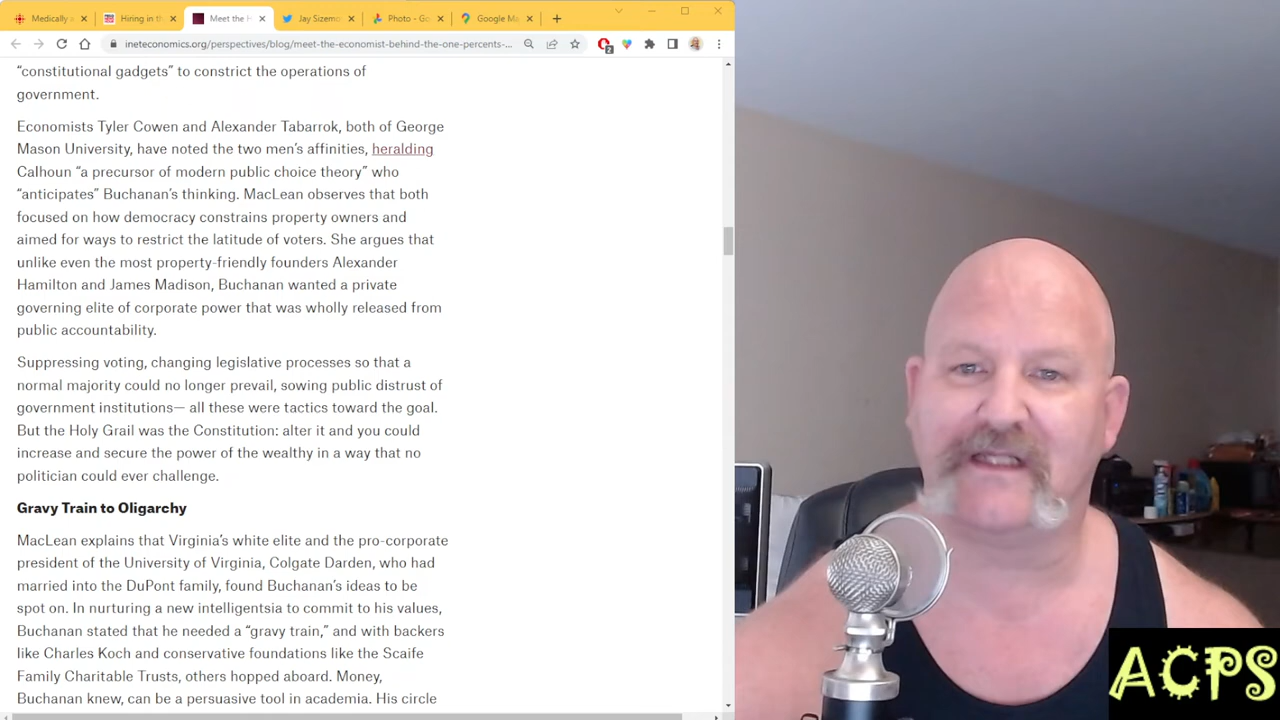 Medically a
Hiring in th
Meet the H
Jay Sizemo
Photo - Go
Google Ma
ineteconomics.org/perspectives/blog/meet-the-economist-behind-the-one-percents-...
2
“constitutional gadgets” to constrict the operations of
government.
Economists Tyler Cowen and Alexander Tabarrok, both of George
Mason University, have noted the two men’s affinities, heralding
Calhoun “a precursor of modern public choice theory” who
“anticipates” Buchanan’s thinking. MacLean observes that both
focused on how democracy constrains property owners and
aimed for ways to restrict the latitude of voters. She argues that
unlike even the most property-friendly founders Alexander
Hamilton and James Madison, Buchanan wanted a private
governing elite of corporate power that was wholly released from
public accountability.
Suppressing voting, changing legislative processes so that a
normal majority could no longer prevail, sowing public distrust of
government institutions— all these were tactics toward the goal.
But the Holy Grail was the Constitution: alter it and you could
increase and secure the power of the wealthy in a way that no
politician could ever challenge.
Gravy Train to Oligarchy
MacLean explains that Virginia’s white elite and the pro-corporate
president of the University of Virginia, Colgate Darden, who had
married into the DuPont family, found Buchanan’s ideas to be
spot on. In nurturing a new intelligentsia to commit to his values,
Buchanan stated that he needed a “gravy train,” and with backers
like Charles Koch and conservative foundations like the Scaife
Family Charitable Trusts, others hopped aboard. Money,
Buchanan knew, can be a persuasive tool in academia. His circle
ACPS